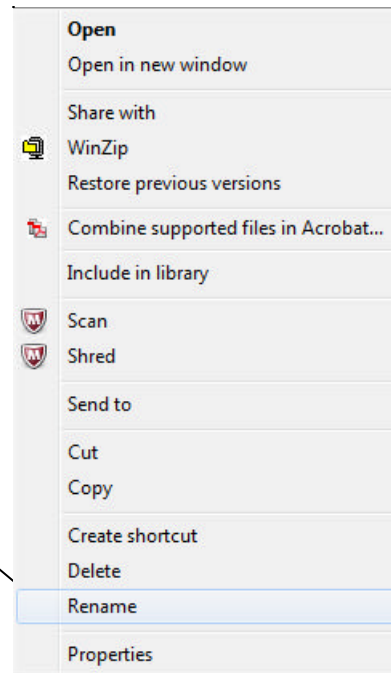 Open
Open in new window
Share with
WinZip
Restore previous versions
Combine supported files in Acrobat...
Include in library
Scan
Shred
Send to
Cut
Copy
Create shortcut
Delete
Rename
Properties